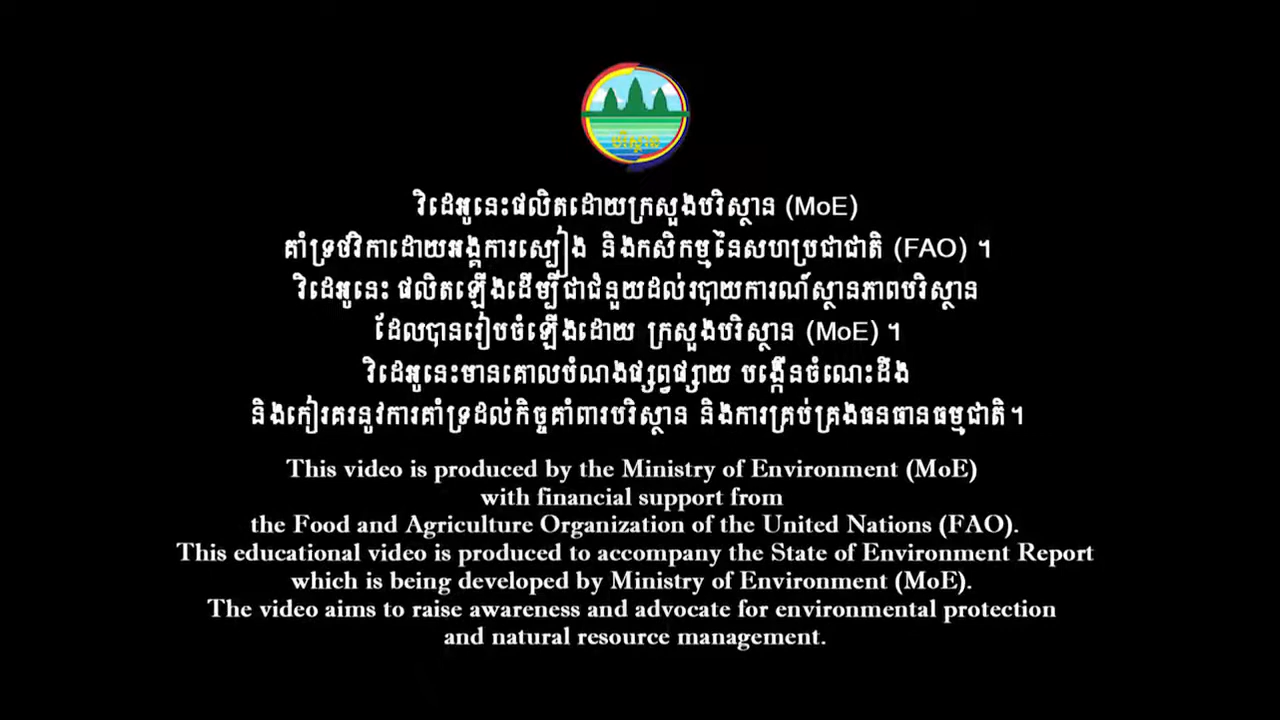 បរិស្ថាន
វិដេអូនេះផលិតដោយក្រសួងបរិស្ថាន (MoE)
គាំទ្រថវិកាដោយអង្គការស្បៀង និងកសិកម្មនៃសហប្រជាជាតិ (FAO) ។
វិដេអូនេះ ផលិតឡើងដើម្បីជាជំនួយដល់របាយការណ៍ស្ថានភាពបរិស្ថាន
ដែលបានរៀបចំឡើងដោយ ក្រសួងបរិស្ថាន (MoE) ។
វិដេអូនេះមានគោលបំណងផ្សព្វផ្សាយ បង្កើនចំណេះដឹង
និងកៀរគរនូវការគាំទ្រដល់កិច្ចគាំពារបរិស្ថាន និងការគ្រប់គ្រងធនធានធម្មជាតិ។
This video is produced by the Ministry of Environment (MoE)
with financial support from
the Food and Agriculture Organization of the United Nations (FAO).
This educational video is produced to accompany the State of Environment Report
which is being developed by Ministry of Environment (MoE).
The video aims to raise awareness and advocate for environmental protection
and natural resource management.